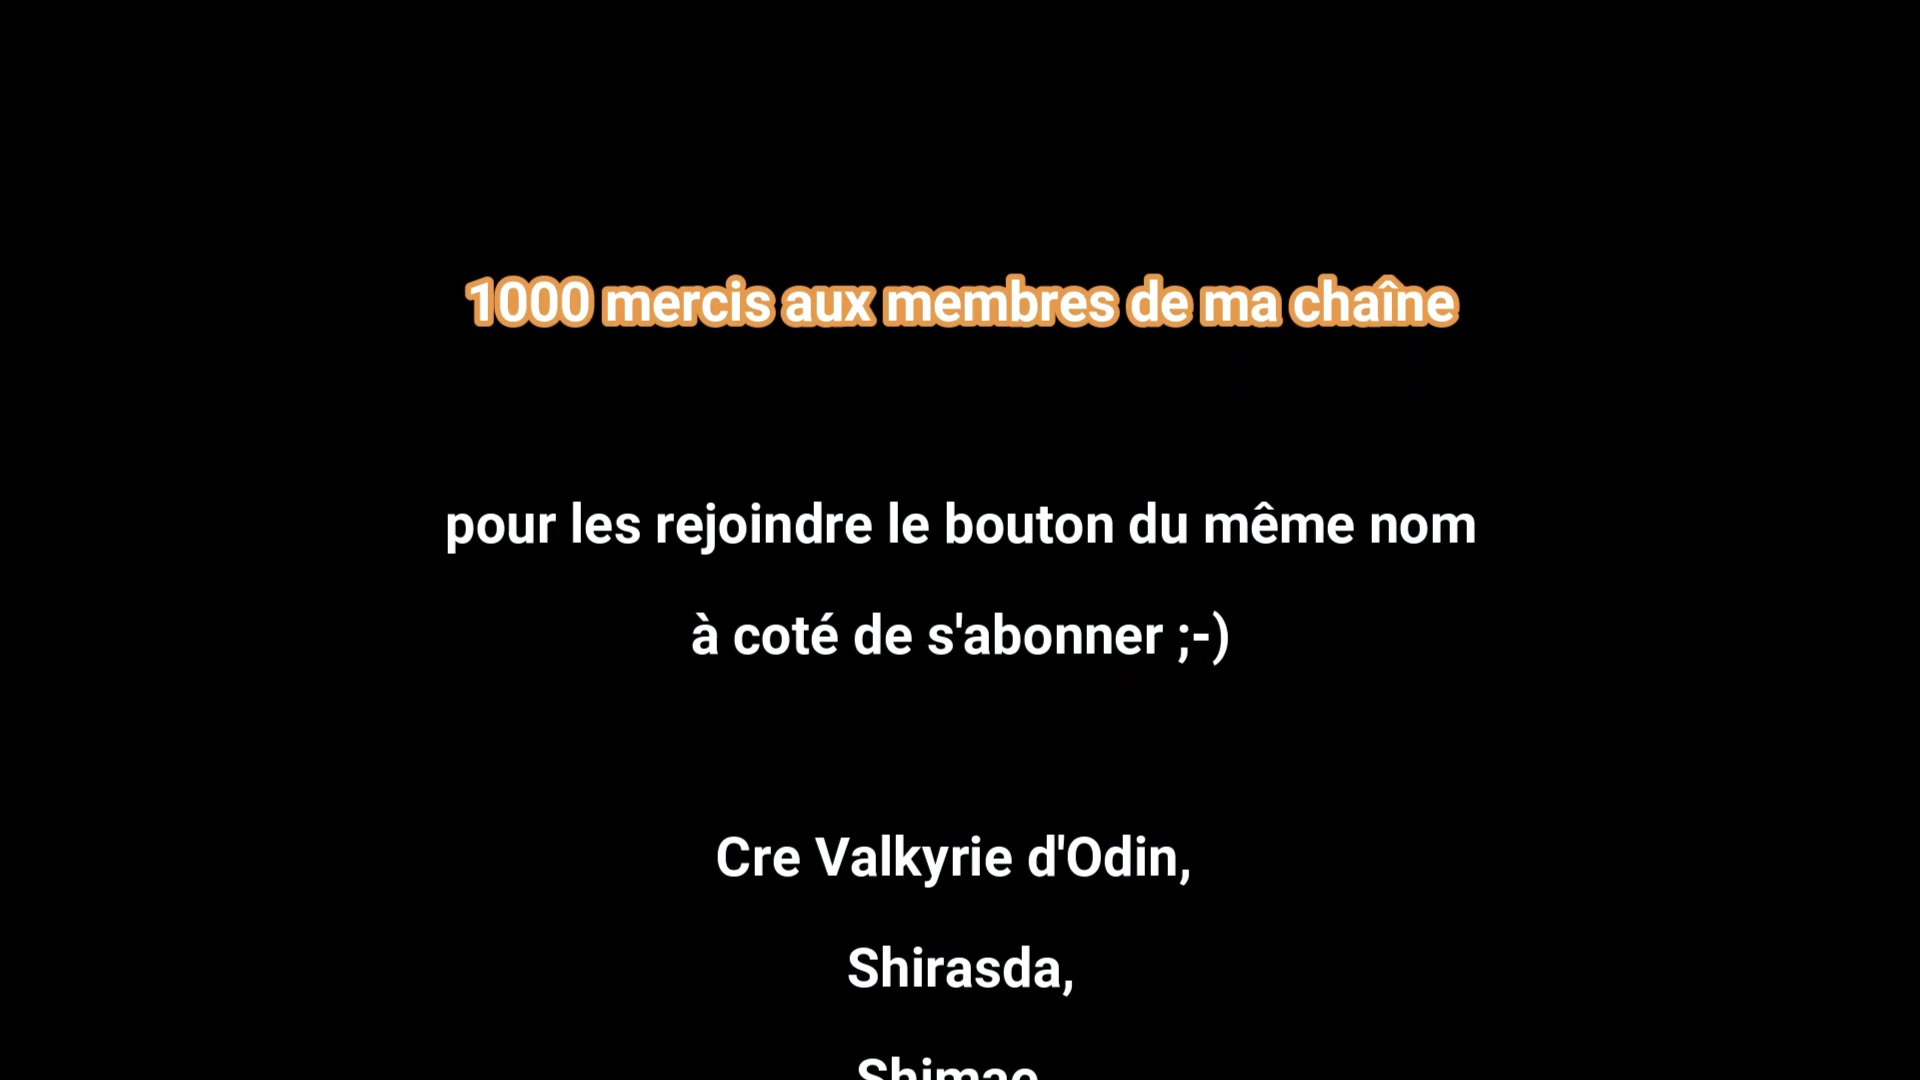 1000 mercis aux membres de ma chaîne
pour les rejoindre le bouton du même nom
à coté de s'abonner ;-)
Cre Valkyrie d'Odin,
Shirasda,